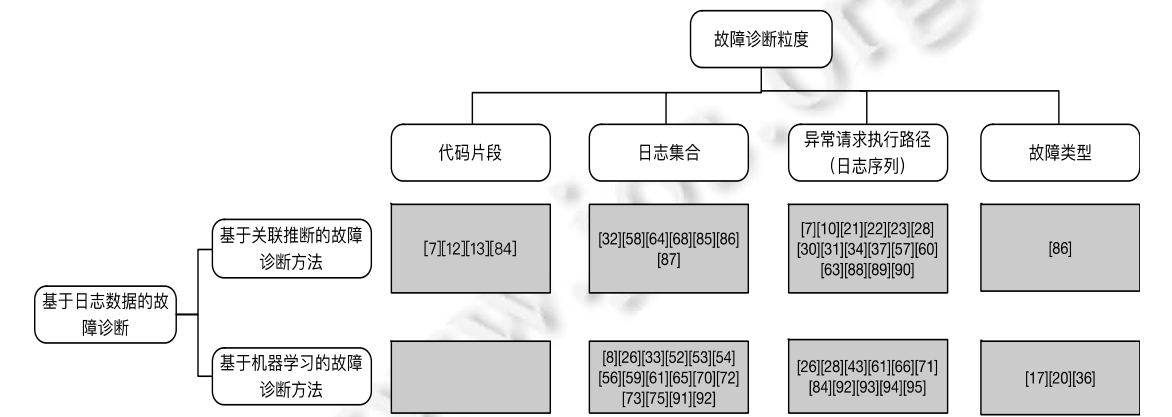 故障诊断粒度
代码片段
日志集合
异常请求执行路径
（日志序列）
故障类型
基于关联推断的故障
诊断方法
[7][12][13][84]
[32][58][64][68][85][86]
[87]
[7][10][21][22][23][28]
[30][31][34][37][57][60]
[63][88][89][90]
[86]
基于日志数据的故
障诊断
基于机器学习的故障
诊断方法
[8][26][33][52][53][54]
[56][59][61][65][70][72]
[73][75][91][92]
[26][28][43][61][66][71]
[84][92][93][94][95]
[17][20][36]